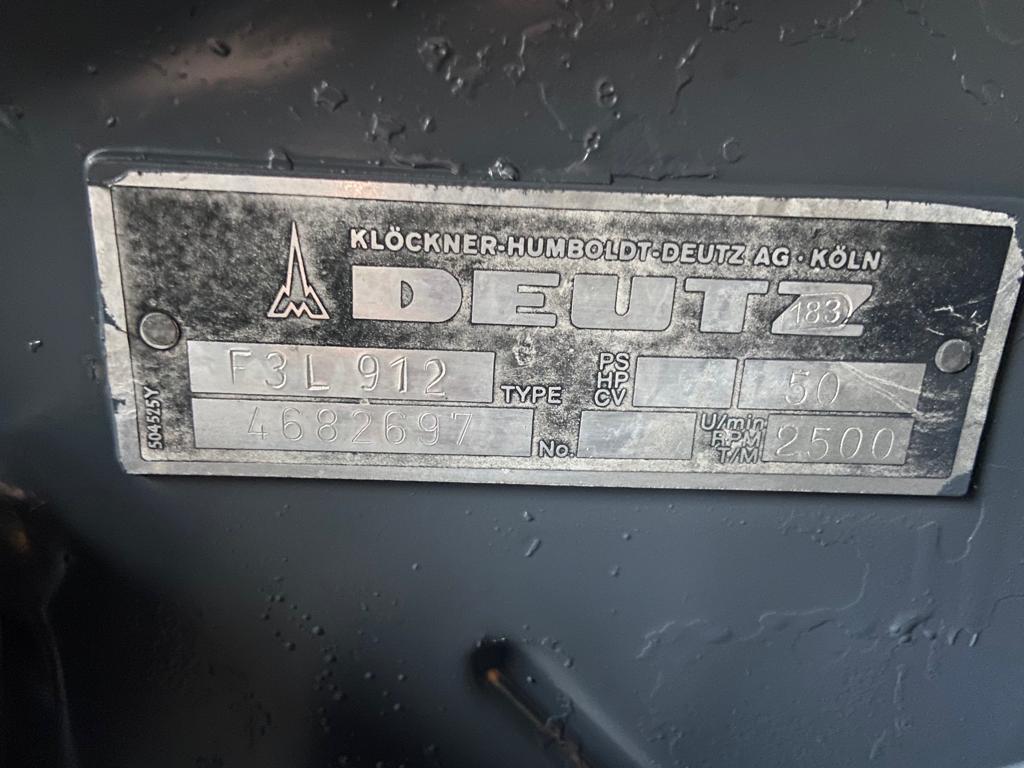 KLÖCKNER-HUMBOLDT-DEUTZ AG · KÖLN
DEUTZ
183
F3L 912 TYPE
PS HP CV 50
4682697 No.
U/min RPM T/M 2500
504525Y